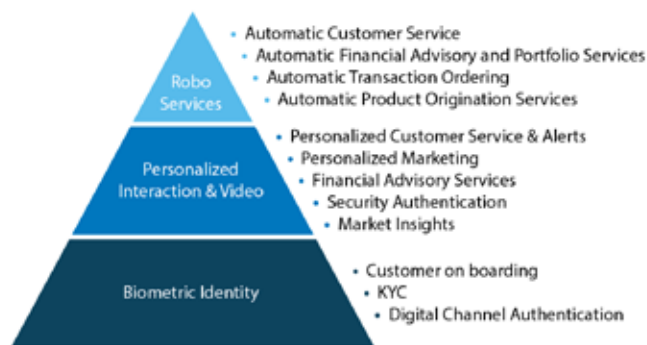 Robo
Services
• Automatic Customer Service
• Automatic Financial Advisory and Portfolio Services
• Automatic Transaction Ordering
• Automatic Product Origination Services
Personalized
Interaction & Video
• Personalized Customer Service & Alerts
• Personalized Marketing
• Financial Advisory Services
• Security Authentication
• Market Insights
Biometric Identity
• Customer on boarding
• KYC
• Digital Channel Authentication